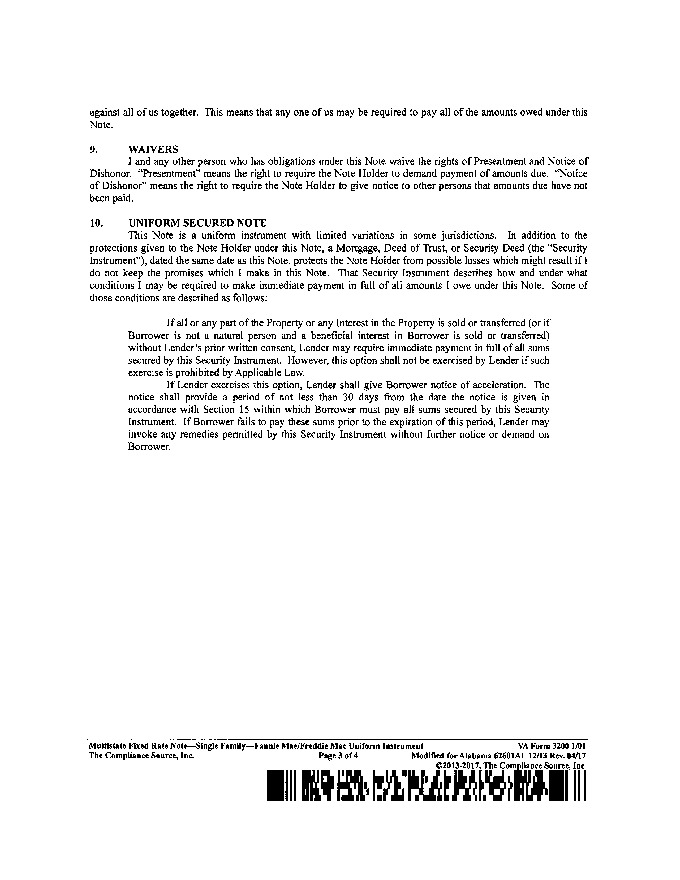 against all of us together. This means that any one of us may be required to pay all of the amounts owed under this
Note.
9. WAIVERS
I and any other person who has obligations under this Note waive the rights of Presentment and Notice of
Dishonor. “Presentment” means the right to require the Note Holder to demand payment of amounts due. “Notice
of Dishonor” means the right to require the Note Holder to give notice to other persons that amounts due have not
been paid.
10. UNIFORM SECURED NOTE
This Note is a uniform instrument with limited variations in some jurisdictions. In addition to the
protections given to the Note Holder under this Note, a Mortgage, Deed of Trust, or Security Deed (the “Security
Instrument”), dated the same date as this Note, protects the Note Holder from possible losses which might result if I
do not keep the promises which I make in this Note. That Security Instrument describes how and under what
conditions I may be required to make immediate payment in full of all amounts I owe under this Note. Some of
those conditions are described as follows:
If all or any part of the Property or any Interest in the Property is sold or transferred (or if
Borrower is not a natural person and a beneficial interest in Borrower is sold or transferred)
without Lender’s prior written consent, Lender may require immediate payment in full of all sums
secured by this Security Instrument. However, this option shall not be exercised by Lender if such
exercise is prohibited by Applicable Law.
If Lender exercises this option, Lender shall give Borrower notice of acceleration. The
notice shall provide a period of not less than 30 days from the date the notice is given in
accordance with Section 15 within which Borrower must pay all sums secured by this Security
Instrument. If Borrower fails to pay these sums prior to the expiration of this period, Lender may
invoke any remedies permitted by this Security Instrument without further notice or demand on
Borrower.
Multistate Fixed Rate Note—Single Family—Fannie Mae/Freddie Mac Uniform Instrument VA Form 3200 1/01
The Compliance Source, Inc. Page 3 of 4 Modified for Alabama 62601AL 12/13 Rev. 04/17
©2013-2017, The Compliance Source, Inc